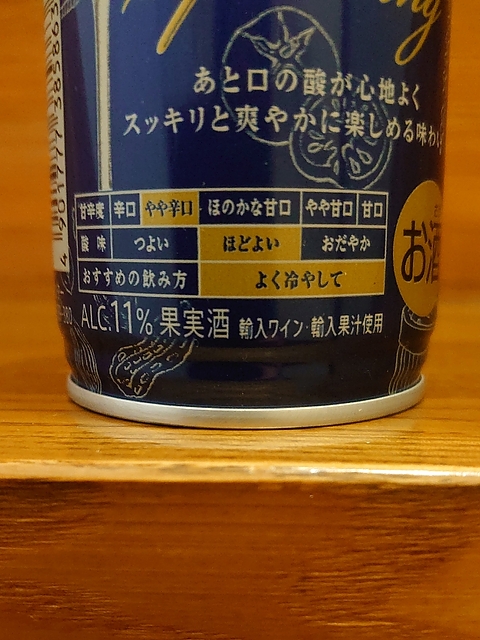 あと口の酸が心地よく
スッキリと爽やかに楽しめる味わい
甘辛度 辛口 やや辛口 ほのかな甘口 やや甘口 甘口
酸味 つよい ほどよい おだやか
おすすめの飲み方 よく冷やして
お酒
ALC.11% 果実酒 輸入ワイン・輸入果汁使用